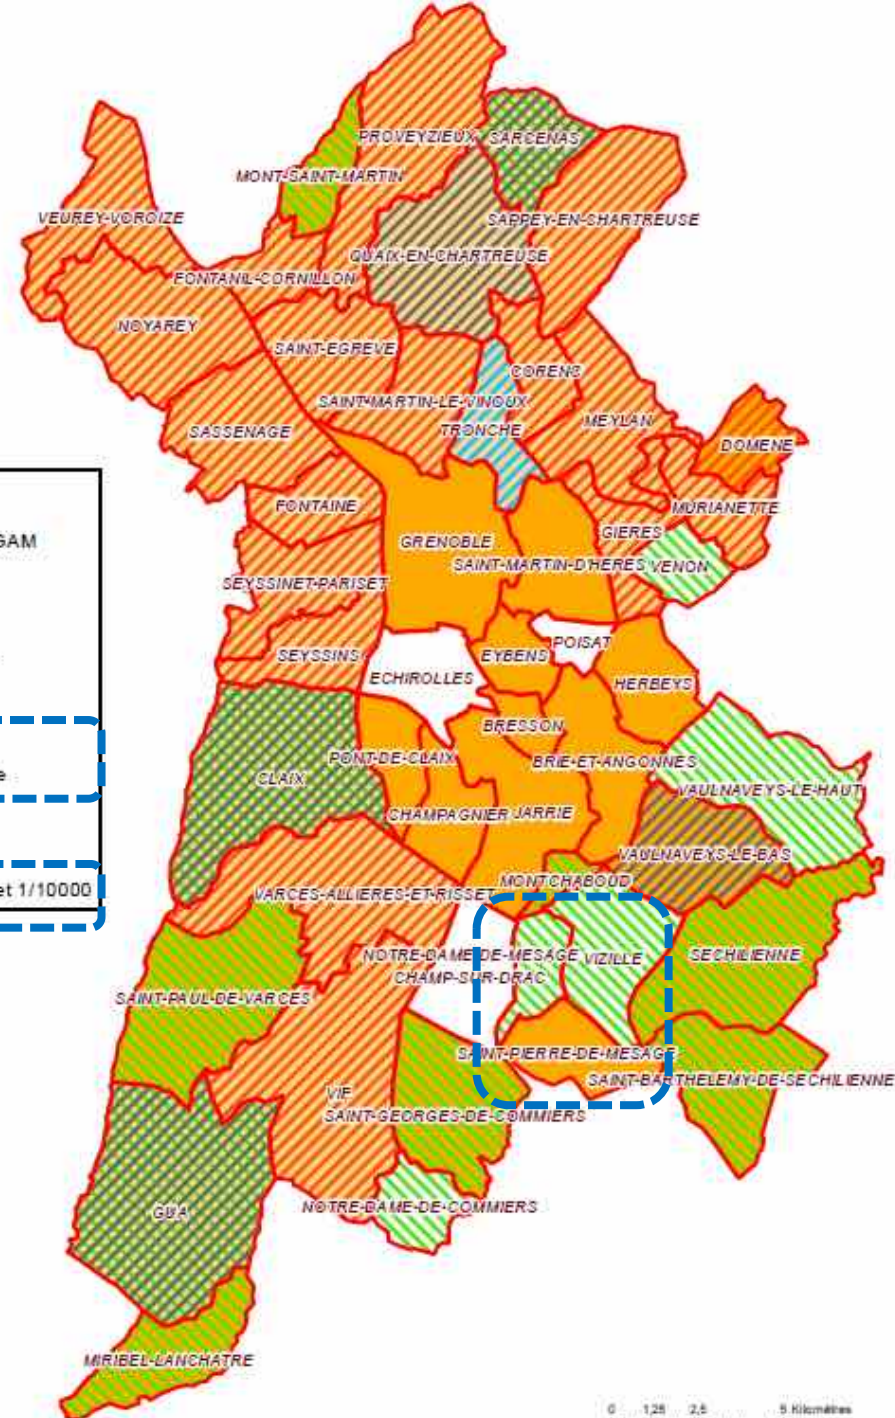 PROVEYZIEUX
SARCENAS
MONT-SAINT-MARTIN
VEUREY-VOROIZE
SAPPEY-EN-CHARTREUSE
QUAIX-EN-CHARTREUSE
FONTANIL-CORNILLON
NOYAREY
SAINT-EGREVE
CORENC
SAINT-MARTIN-LE-VINOUX
MEYLAN
SASSENAGE
TRONCHE
DOMENE
FONTAINE
MURIANETTE
GIERES
GAM
GRENOBLE
SAINT-MARTIN-D'HERES
VENON
SEYSSINET-PARISET
POISAT
SEYSSINS
EYBENS
ECHIROLLES
HERBEYS
BRESSON
PONT-DE-CLAIX
BRIE-ET-ANGONNES
e
CLAIX
VAULNAVEYS-LE-HAUT
CHAMPAGNIER
JARRIE
VAULNAVEYS-LE-BAS
MONTCHABOUD
et 1/10000
VARCES-ALLIERES-ET-RISSET
NOTRE-DAME-DE-MESAGE
VIZILLE
SECHILIENNE
CHAMP-SUR-DRAC
SAINT-PAUL-DE-VARCES
SAINT-PIERRE-DE-MESAGE
SAINT-BARTHELEMY-DE-SECHILIENNE
VIF
SAINT-GEORGES-DE-COMMIERS
NOTRE-DAME-DE-COMMIERS
GUA
MIRIBEL-LANCHATRE
0 1,25 2,5 5 Kilomètres